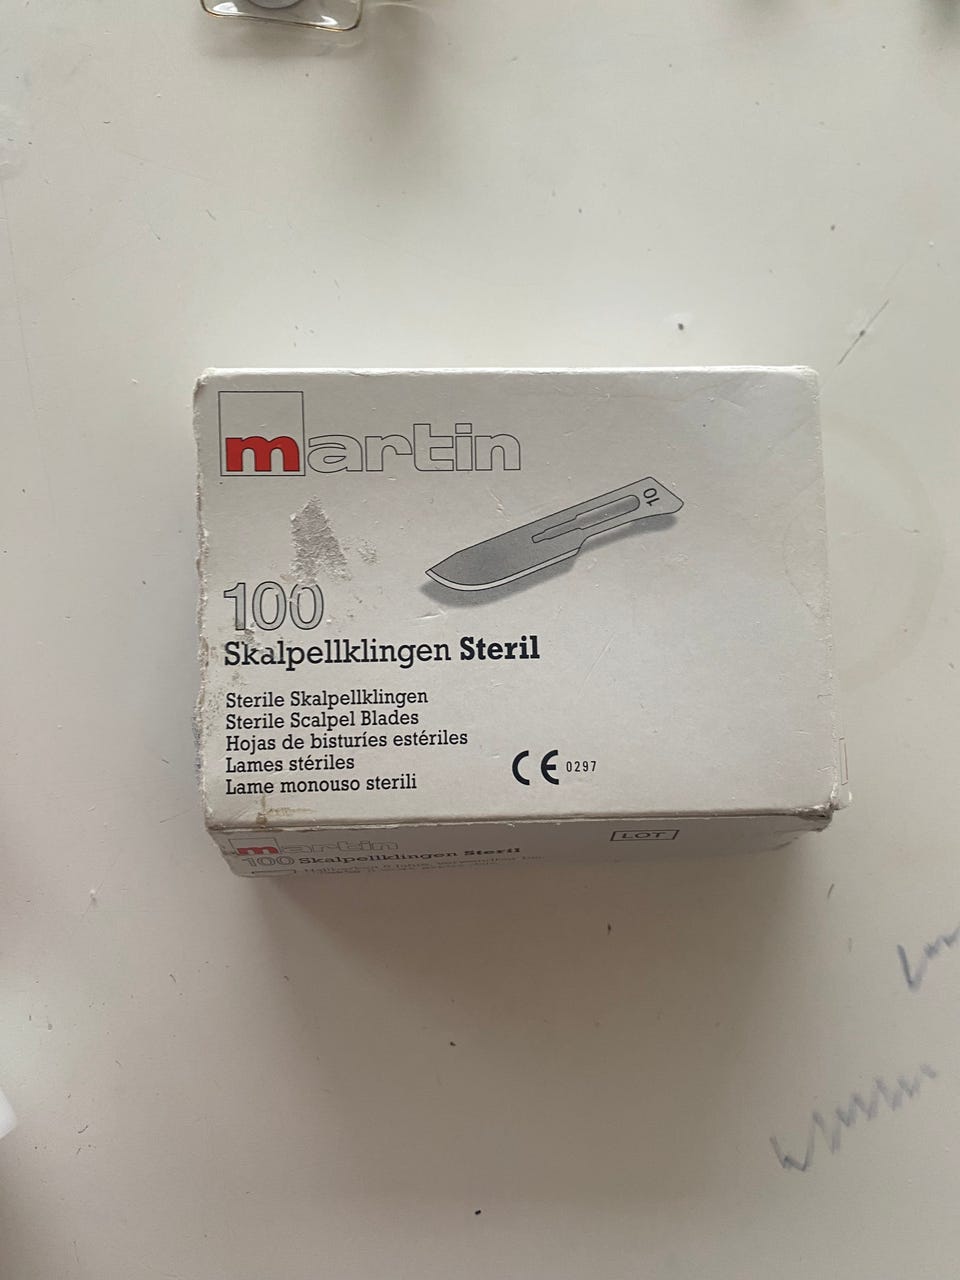 martin
10
100
Skalpellklingen Steril
Sterile Skalpellklingen
Sterile Scalpel Blades
Hojas de bisturíes estériles
Lames stériles
Lame monouso sterili
CE 0297
martin
LOT
100 Skalpellklingen Steril